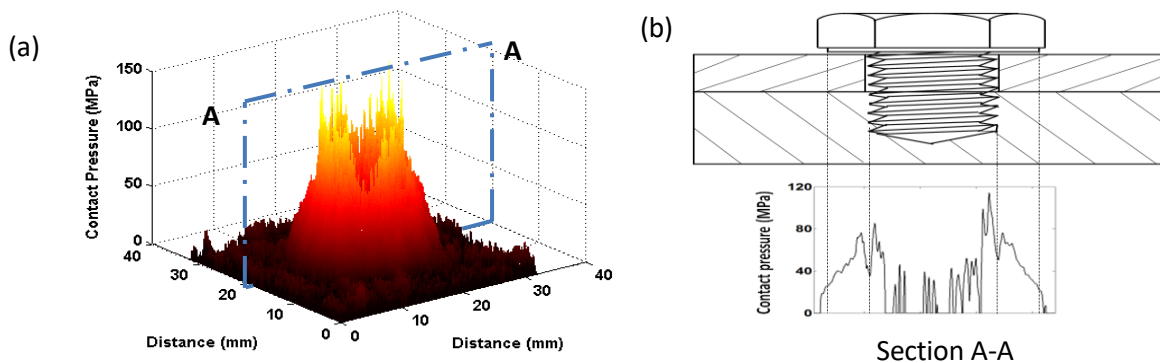 (a)
150
100
50
0
Contact Pressure (MPa)
A
A
40
30
20
10
0
Distance (mm)
0
10
20
30
40
Distance (mm)
(b)
120
80
40
0
Contact pressure (MPa)
Section A-A